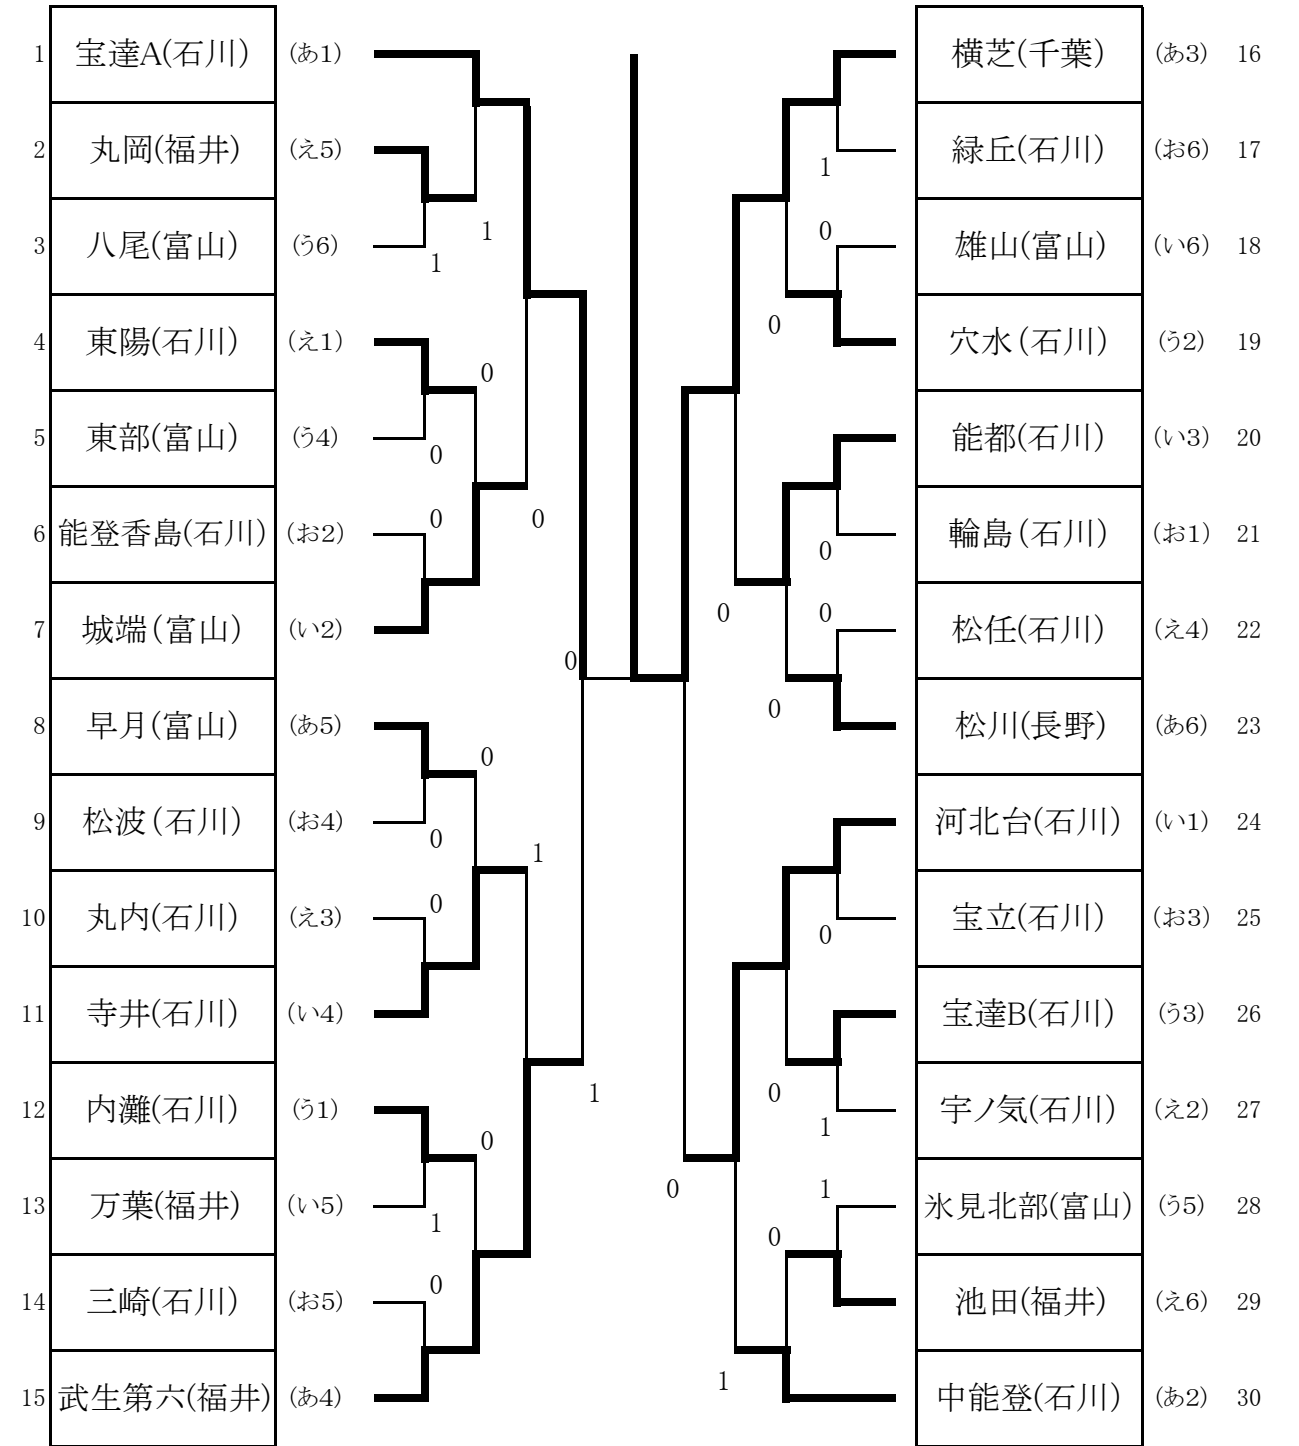 1 宝達A(石川) (あ1) 横芝(千葉) (あ3) 16
2 丸岡(福井) (え5) 緑丘(石川) (お6) 17
1
3 八尾(富山) (う6) 1 0 雄山(富山) (い6) 18
1
0
4 東陽(石川) (え1) 穴水(石川) (う2) 19
0
5 東部(富山) (う4) 能都(石川) (い3) 20
0
6 能登香島(石川) (お2) 0 0 輪島(石川) (お1) 21
0
0 0
7 城端(富山) (い2) 松任(石川) (え4) 22
0
0
8 早月(富山) (あ5) 松川(長野) (あ6) 23
0
9 松波(石川) (お4) 河北台(石川) (い1) 24
0
1
10 丸内(石川) (え3) 0 宝立(石川) (お3) 25
0
11 寺井(石川) (い4) 宝達B(石川) (う3) 26
1 0
12 内灘(石川) (う1) 宇ノ気(石川) (え2) 27
0 1
0 1
13 万葉(福井) (い5) 氷見北部(富山) (う5) 28
1 0
14 三崎(石川) (お5) 0 池田(福井) (え6) 29
1
15 武生第六(福井) (あ4) 中能登(石川) (あ2) 30